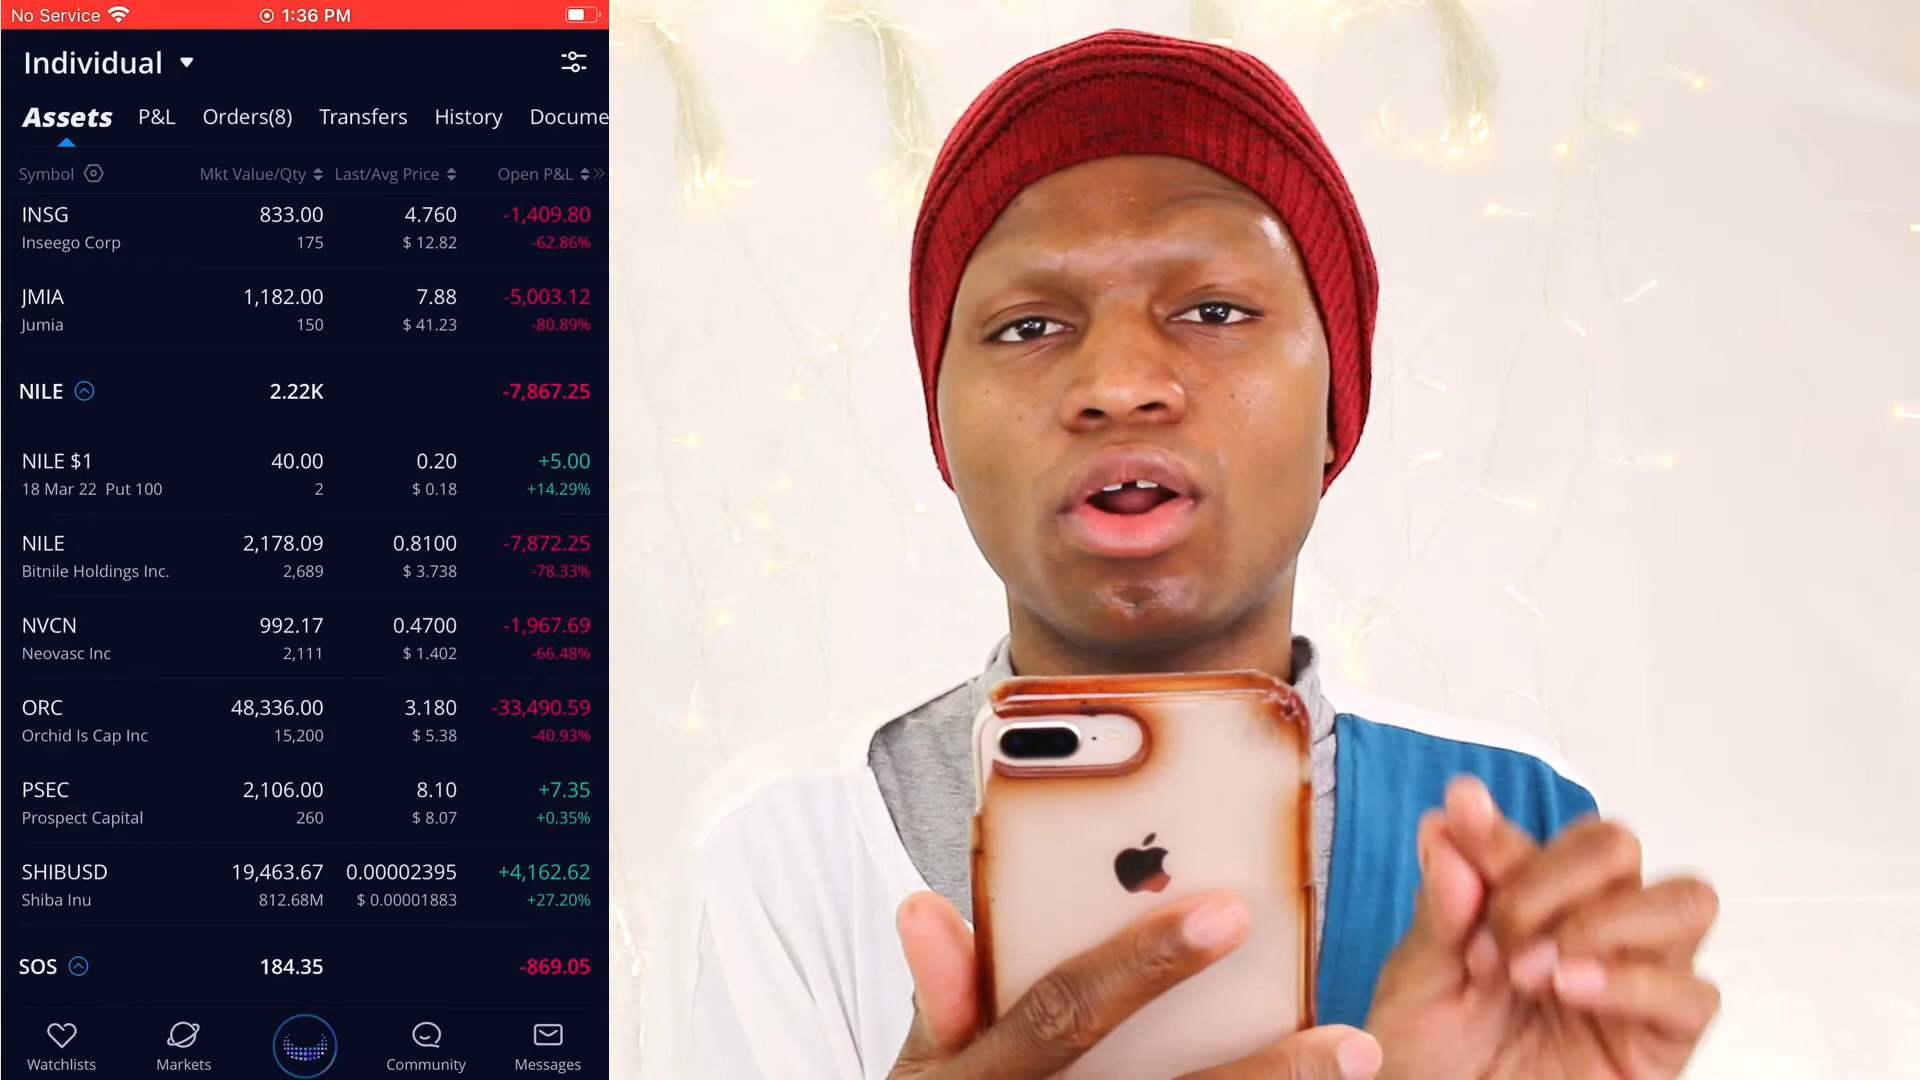 No Service 1:36 PM
Individual
Assets P&L Orders(8) Transfers History Docume
Symbol Mkt Value/Qty Last/Avg Price Open P&L
INSG 833.00 4.760 -1,409.80
Inseego Corp 175 $ 12.82 -62.86%
JMIA 1,182.00 7.88 -5,003.12
Jumia 150 $ 41.23 -80.89%
NILE 2.22K -7,867.25
NILE $1 40.00 0.20 +5.00
18 Mar 22 Put 100 2 $ 0.18 +14.29%
NILE 2,178.09 0.8100 -7,872.25
Bitnile Holdings Inc. 2,689 $ 3.738 -78.33%
NVCN 992.17 0.4700 -1,967.69
Neovasc Inc 2,111 $ 1.402 -66.48%
ORC 48,336.00 3.180 -33,490.59
Orchid Is Cap Inc 15,200 $ 5.38 -40.93%
PSEC 2,106.00 8.10 +7.35
Prospect Capital 260 $ 8.07 +0.35%
SHIBUSD 19,463.67 0.00002395 +4,162.62
Shiba Inu 812.68M $ 0.00001883 +27.20%
SOS 184.35 -869.05
Watchlists Markets Community Messages